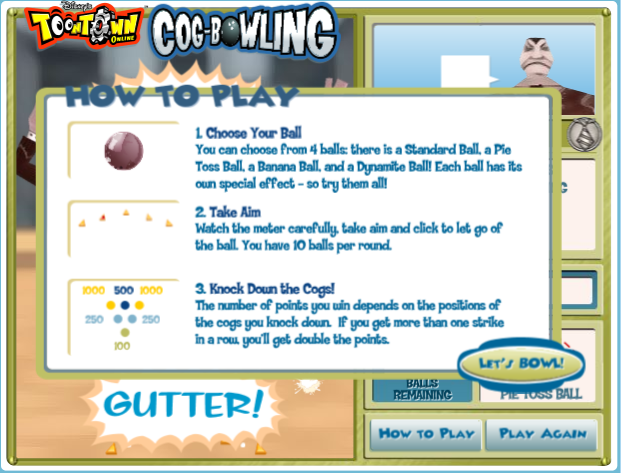 Disney's
TOONTOWN
ONLINE
COG-BOWLING
HOW TO PLAY
1. Choose Your Ball
You can choose from 4 balls: there is a Standard Ball, a Pie
Toss Ball, a Banana Ball, and a Dynamite Ball! Each ball has its
own special effect - so try them all!
2. Take Aim
Watch the meter carefully, take aim and click to let go of
the ball. You have 10 balls per round.
1000 500 1000
250 250
100
3. Knock Down the Cogs!
The number of points you win depends on the positions of
the cogs you knock down. If you get more than one strike
in a row, you'll get double the points.
LET'S BOWL!
GUTTER!
BALLS
REMAINING
PIE TOSS BALL
HOW TO PLAY
PLAY AGAIN